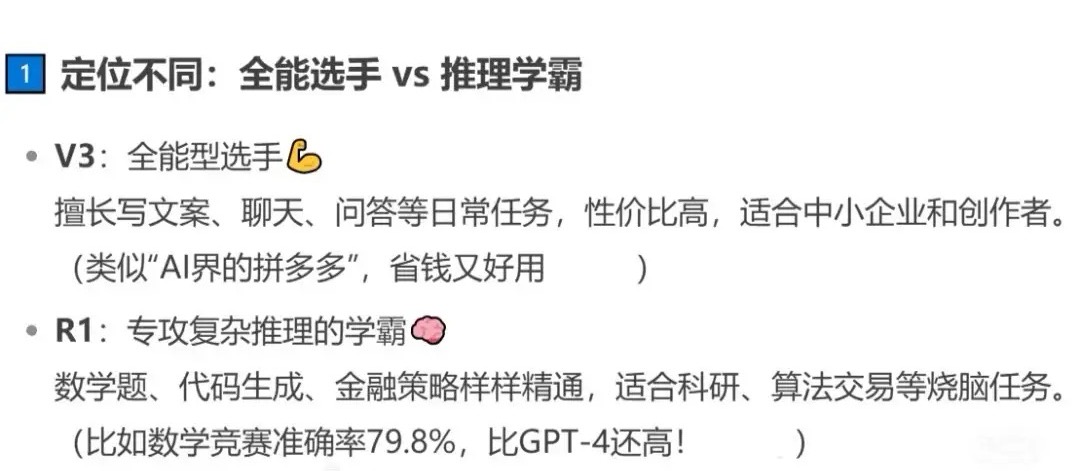 1 定位不同：全能选手 vs 推理学霸
V3：全能型选手💪
擅长写文案、聊天、问答等日常任务，性价比高，适合中小企业和创作者。
（类似“AI界的拼多多”，省钱又好用 ）
R1：专攻复杂推理的学霸🧠
数学题、代码生成、金融策略样样精通，适合科研、算法交易等烧脑任务。
（比如数学竞赛准确率79.8%，比GPT-4还高！ ）